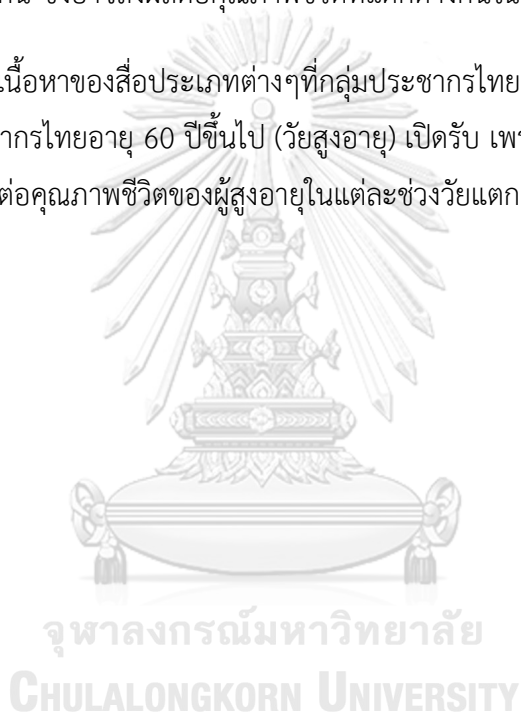 เนื้อหาของสื่อประเภทต่างๆที่กลุ่มประชากรไทย
ากรไทยอายุ 60 ปีขึ้นไป (วัยสูงอายุ) เปิดรับ เพร
ต่อคุณภาพชีวิตของผู้สูงอายุในแต่ละช่วงวัยแตก
จุฬาลงกรณ์มหาวิทยาลัย
CHULALONGKORN UNIVERSITY